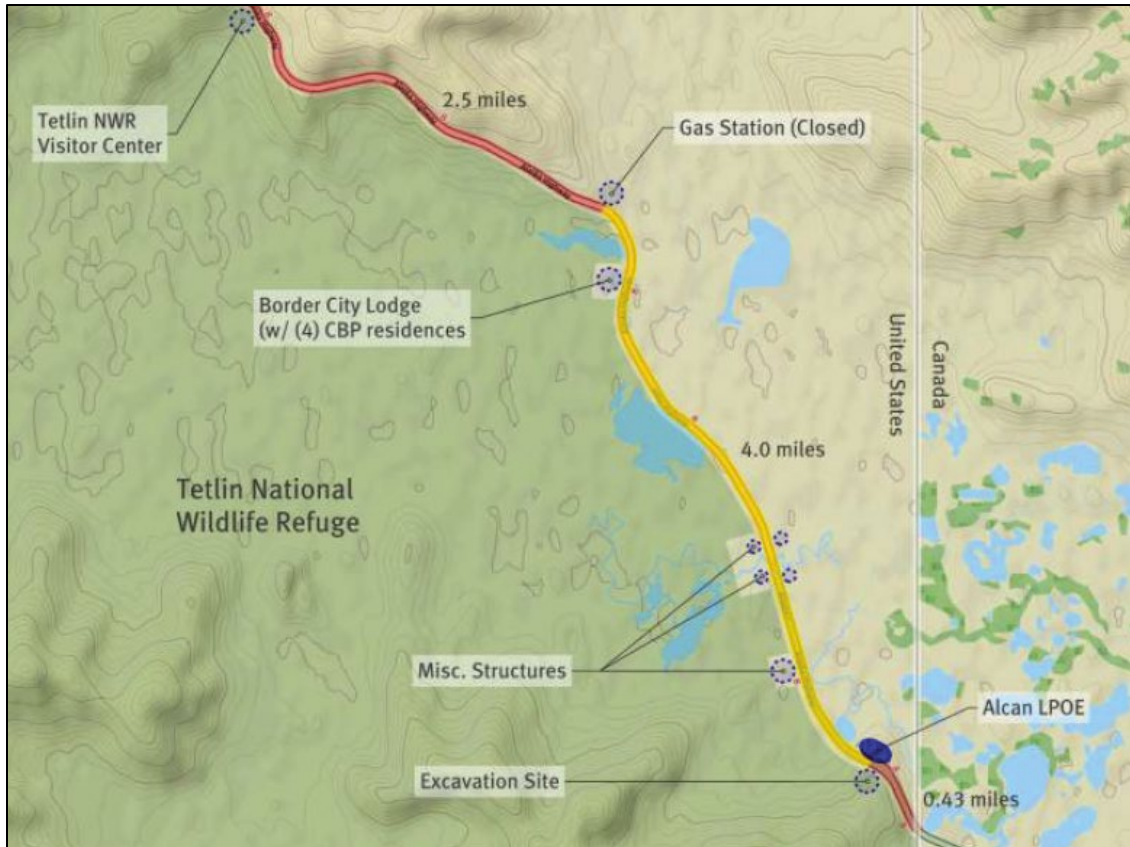 Tetlin NWR
Visitor Center
2.5 miles
Gas Station (Closed)
Border City Lodge
(w/ (4) CBP residences
United States
Canada
4.0 miles
Tetlin National
Wildlife Refuge
Misc. Structures
Alcan LPOE
Excavation Site
0.43 miles